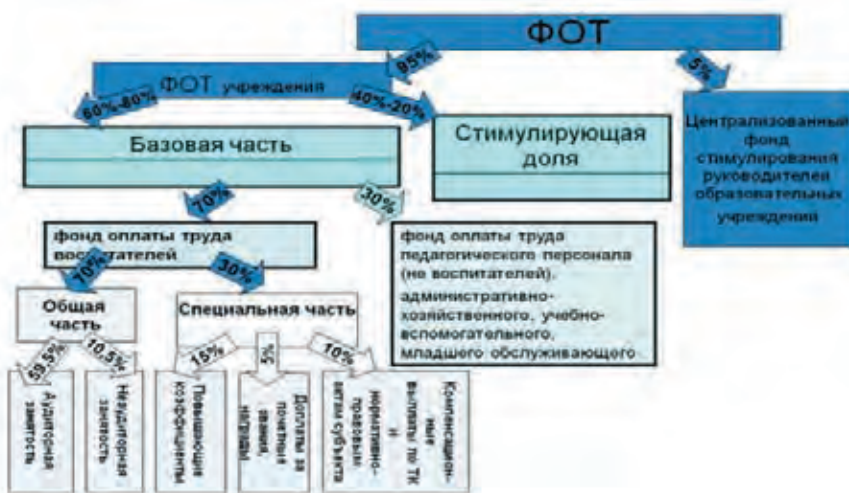 ФОТ
95%
5%
ФОТ учреждения
60%-80%
40%-20%
Базовая часть
Стимулирующая
доля
Централизованный
фонд
стимулирования
руководителей
образовательных
учреждений
70%
30%
фонд оплаты труда
воспитателей
фонд оплаты труда
педагогического персонала
(не воспитателей),
административно-
хозяйственного, учебно-
вспомогательного,
младшего обслуживающего
70%
30%
Общая
часть
Специальная часть
59,5%
10,5%
15%
5%
10%
Аудиторная
занятость
Неаудиторная
занятость
Повышающие
коэффициенты
Доплаты за
почетные
звания,
награды
Компенсацион-
ные
выплаты по ТК
и
нормативно-
правовым
актам субъекта